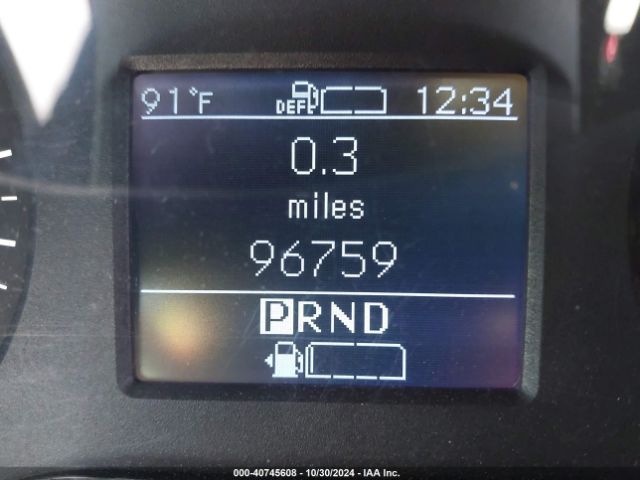 91°F DEF 12:34
0.3
miles
96759
PRND
000-40745608 - 10/30/2024 - IAA Inc.